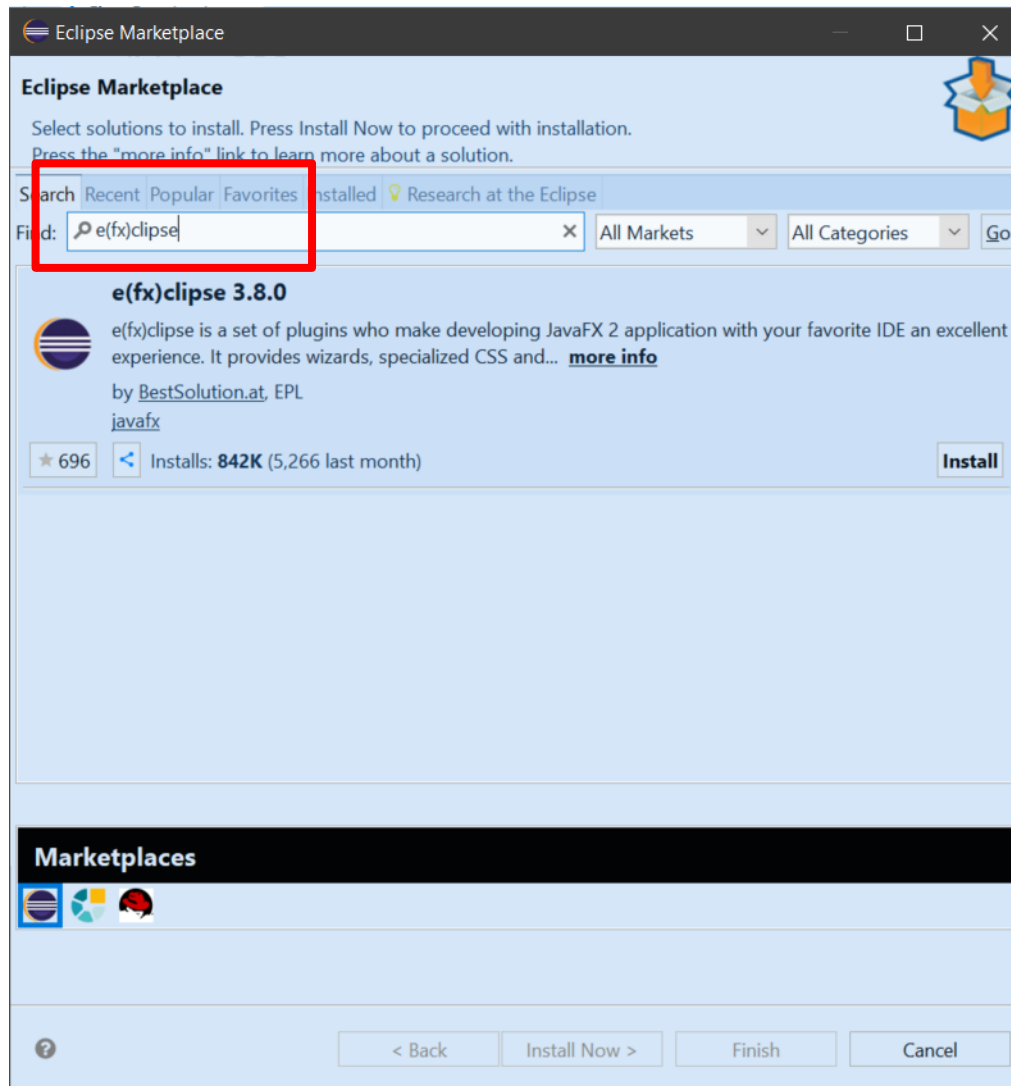 Eclipse Marketplace
Eclipse Marketplace
Select solutions to install. Press Install Now to proceed with installation.
Press the "more info" link to learn more about a solution.
Search Recent Popular Favorites Installed Research at the Eclipse
Find: e(fx)clipse All Markets All Categories Go
e(fx)clipse 3.8.0
e(fx)clipse is a set of plugins who make developing JavaFX 2 application with your favorite IDE an excellent
experience. It provides wizards, specialized CSS and... more info
by BestSolution.at, EPL
javafx
696 Installs: 842K (5,266 last month) Install
Marketplaces
< Back Install Now > Finish Cancel